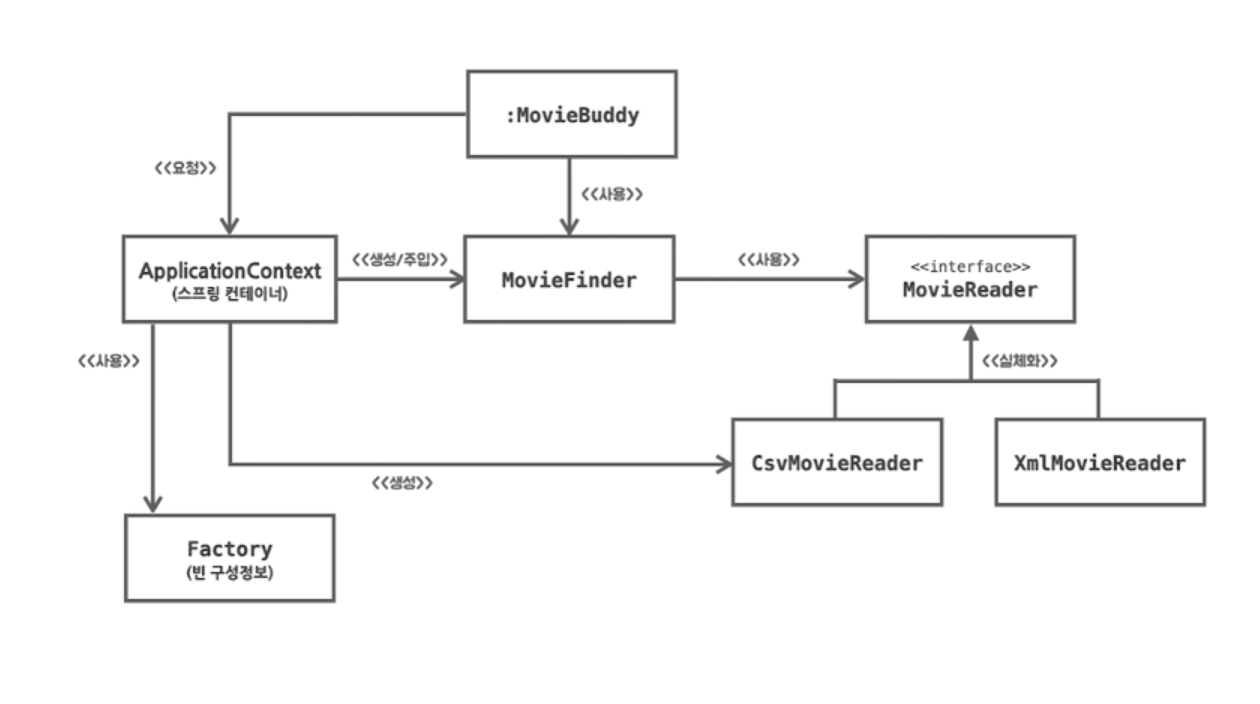 :MovieBuddy
<<요청>>
<<사용>>
ApplicationContext
(스프링 컨테이너)
<<생성/주입>>
MovieFinder
<<사용>>
<<interface>>
MovieReader
<<사용>>
<<실체화>>
CsvMovieReader
XmlMovieReader
<<생성>>
Factory
(빈 구성정보)